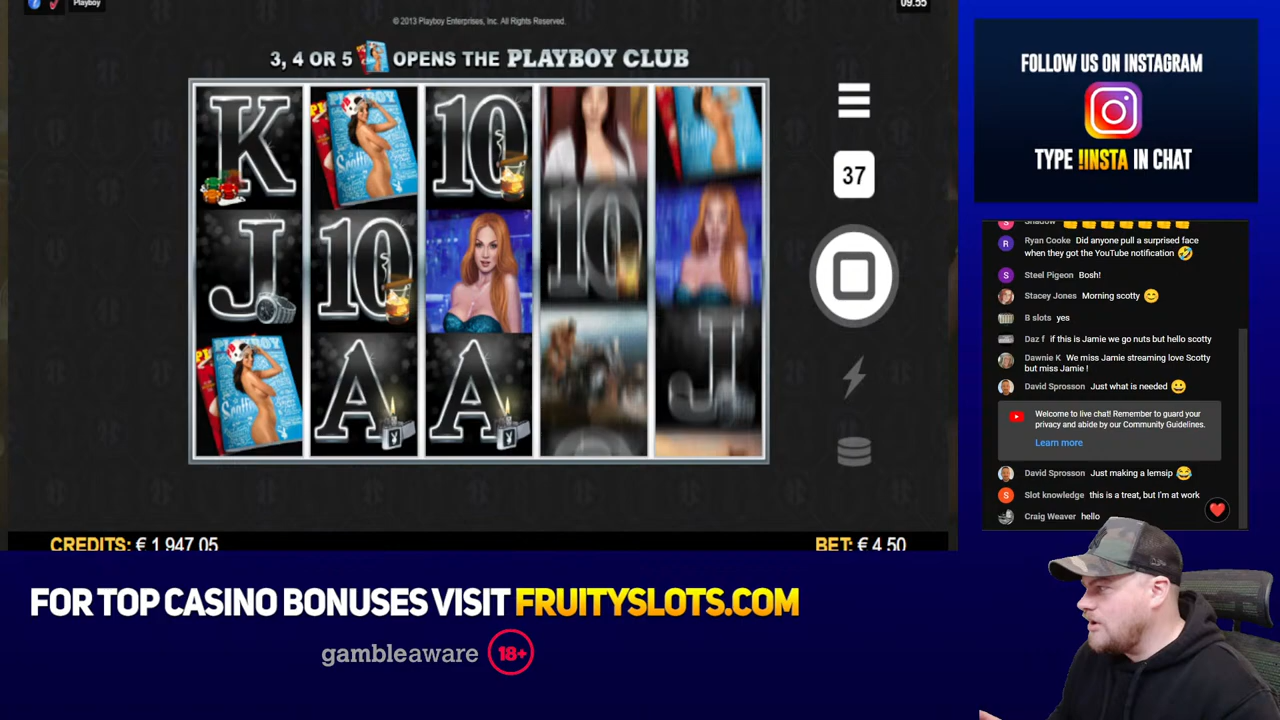 Playboy
09:55
© 2013 Playboy Enterprises, Inc. All Rights Reserved.
3, 4 OR 5 OPENS THE PLAYBOY CLUB
K
PLAYBOY
10
J
10
10
J
PLAYBOY
A
A
37
CREDITS: € 1,947.05
BET: € 4.50
FOLLOW US ON INSTAGRAM
TYPE !INSTA IN CHAT
Shadow
R Ryan Cooke Did anyone pull a surprised face
when they got the YouTube notification 🤣
S Steel Pigeon Bosh!
Stacey Jones Morning scotty 😊
B slots yes
Daz f if this is Jamie we go nuts but hello scotty
Dawnie K We miss Jamie streaming love Scotty
but miss Jamie !
David Sprosson Just what is needed 😀
Welcome to live chat! Remember to guard your
privacy and abide by our Community Guidelines.
Learn more
David Sprosson Just making a lemsip 😂
S Slot knowledge this is a treat, but I'm at work
Craig Weaver hello
FOR TOP CASINO BONUSES VISIT FRUITYSLOTS.COM
gambleaware 18+